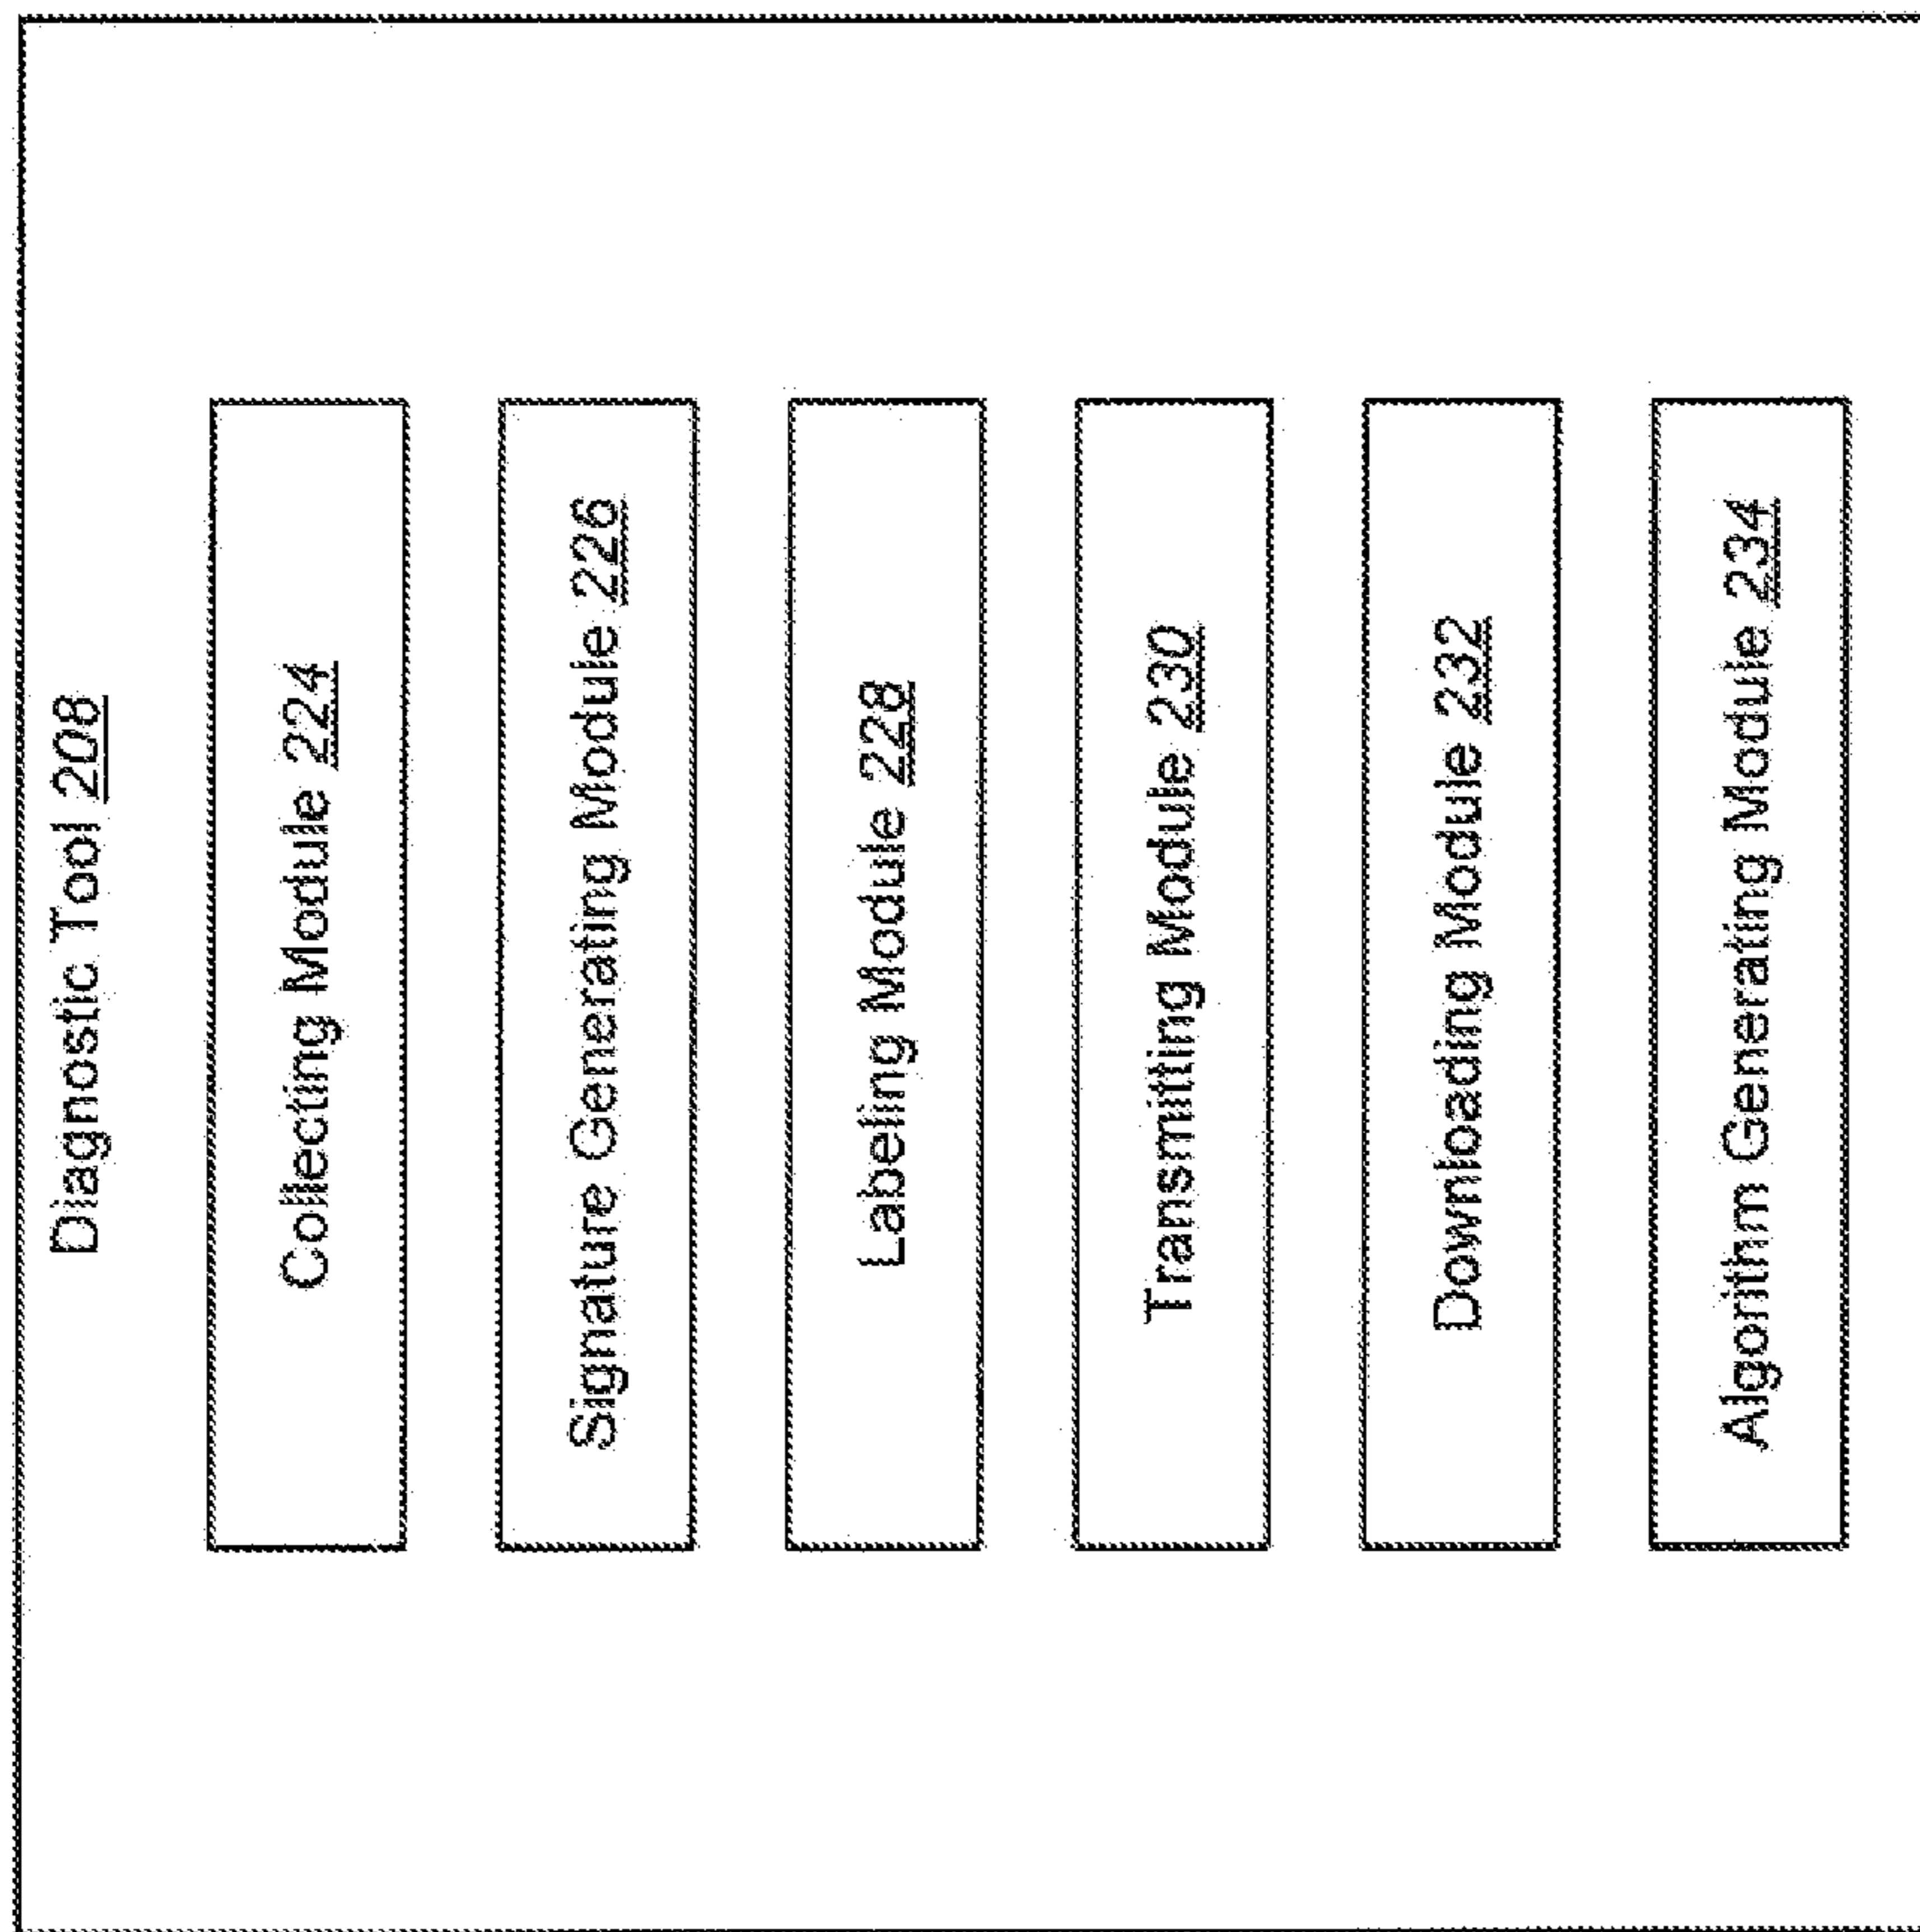 Diagnostic Tool 208
Collecting Module 224
Signature Generating Module 226
Labeling Module 228
Transmitting Module 230
Downloading Module 232
Algorithm Generating Module 234